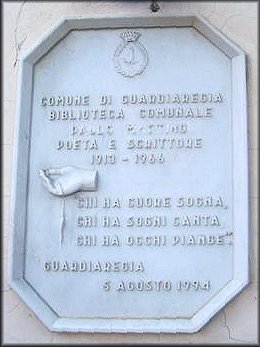 COMUNE DI GUARDIAREGIA
BIBLIOTECA COMUNALE
POETA E SCRITTORE
1913 - 1966
CHI HA CUORE SOGNA,
CHI HA SOGNI CANTA
CHI HA OCCHI PIANGE.
GUARDIAREGIA
5 AGOSTO 1994